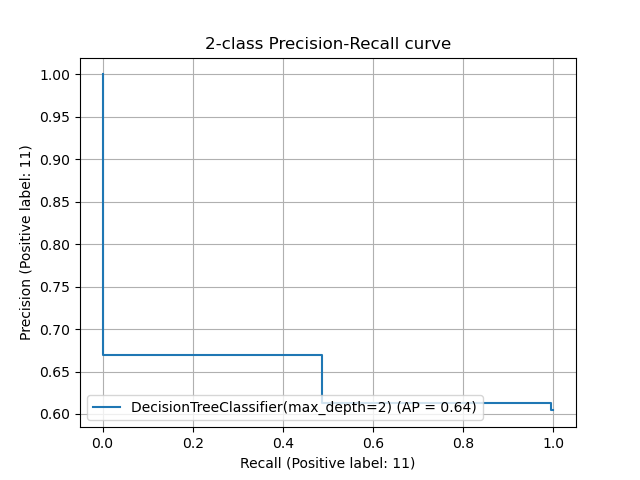 2-class Precision-Recall curve
Precision (Positive label: 11)
1.00
0.95
0.90
0.85
0.80
0.75
0.70
0.65
0.60
DecisionTreeClassifier(max_depth=2) (AP = 0.64)
0.0 0.2 0.4 0.6 0.8 1.0
Recall (Positive label: 11)